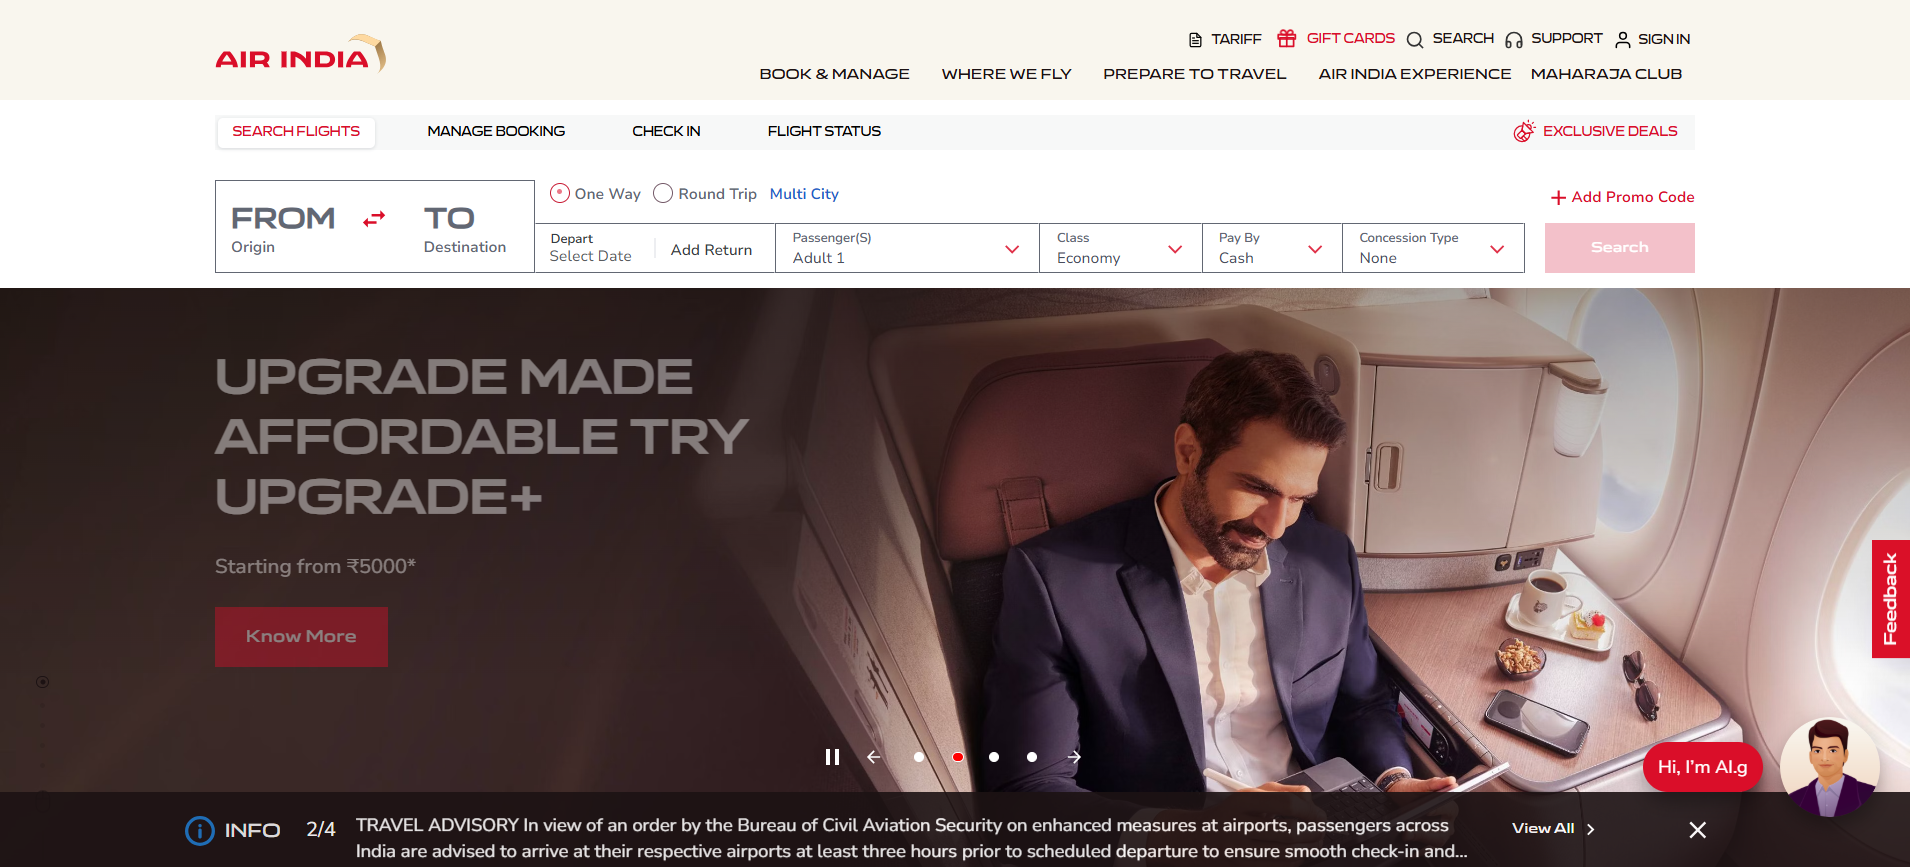 AIR INDIA
TARIFF
GIFT CARDS
SEARCH
SUPPORT
SIGN IN
BOOK & MANAGE
WHERE WE FLY
PREPARE TO TRAVEL
AIR INDIA EXPERIENCE
MAHARAJA CLUB
SEARCH FLIGHTS
MANAGE BOOKING
CHECK IN
FLIGHT STATUS
EXCLUSIVE DEALS
FROM
Origin
TO
Destination
One Way
Round Trip
Multi City
Add Promo Code
Depart
Select Date
Add Return
Passenger(S)
Adult 1
Class
Economy
Pay By
Cash
Concession Type
None
Search
UPGRADE MADE
AFFORDABLE TRY
UPGRADE+
Starting from ₹5000*
Know More
Feedback
Hi, I'm AI.g
INFO
2/4
TRAVEL ADVISORY In view of an order by the Bureau of Civil Aviation Security on enhanced measures at airports, passengers across
India are advised to arrive at their respective airports at least three hours prior to scheduled departure to ensure smooth check-in and...
View All